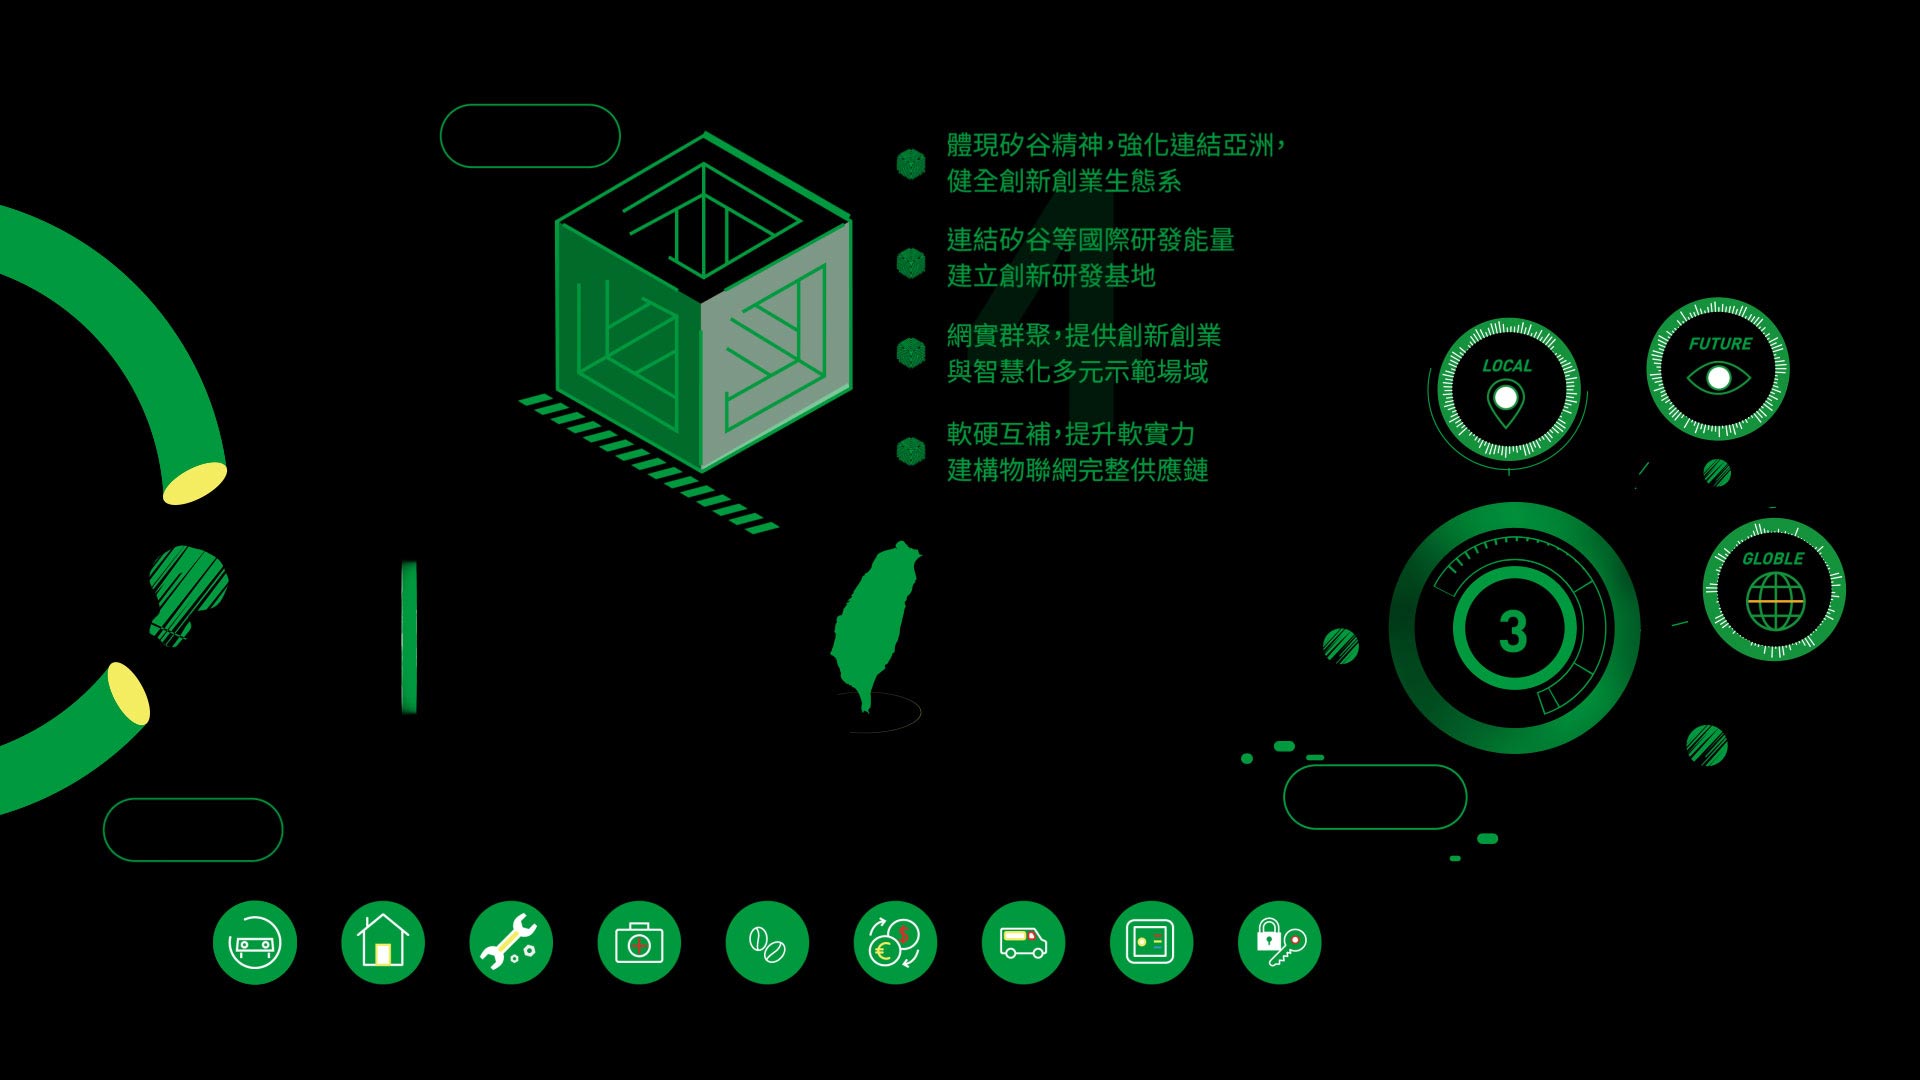 體現矽谷精神,強化連結亞洲,
健全創新創業生態系
連結矽谷等國際研發能量
建立創新研發基地
網實群聚,提供創新創業
與智慧化多元示範場域
軟硬互補,提升軟實力
建構物聯網完整供應鏈
4
LOCAL
FUTURE
GLOBLE
3
$
€